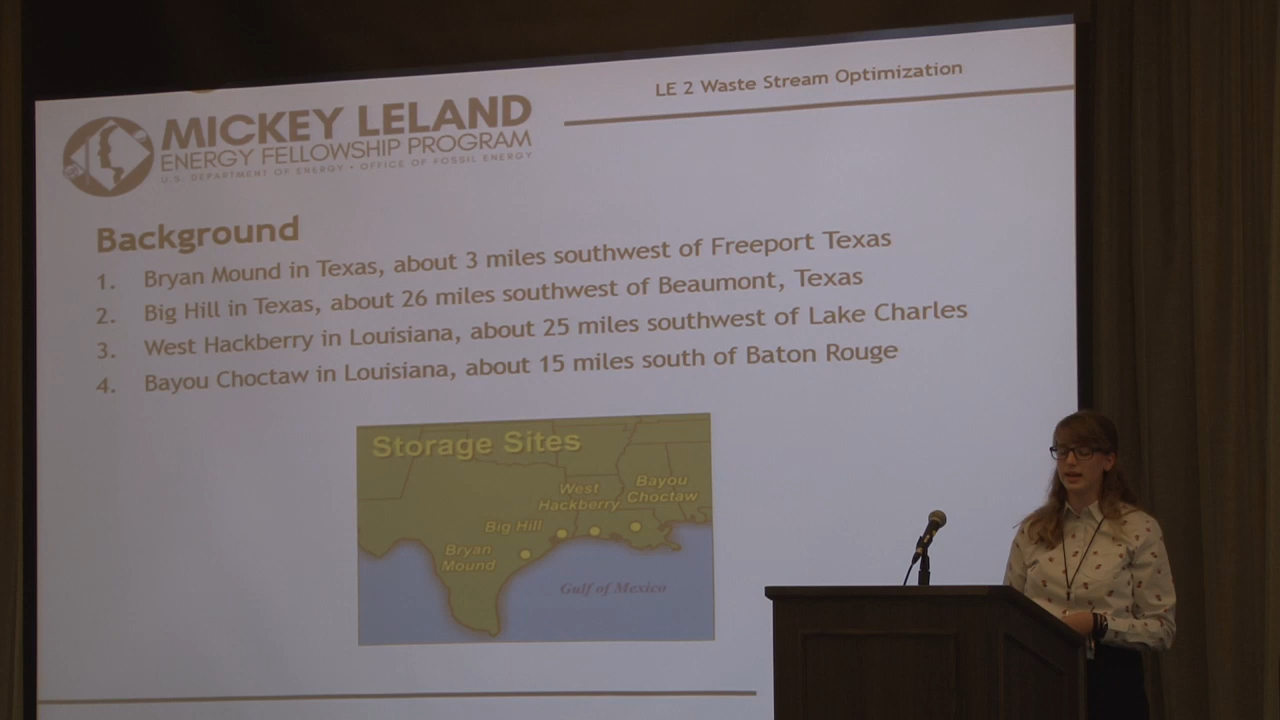 LE 2 Waste Stream Optimization
MICKEY LELAND
ENERGY FELLOWSHIP PROGRAM
U.S. DEPARTMENT OF ENERGY • OFFICE OF FOSSIL ENERGY
Background
1. Bryan Mound in Texas, about 3 miles southwest of Freeport Texas
2. Big Hill in Texas, about 26 miles southwest of Beaumont, Texas
3. West Hackberry in Louisiana, about 25 miles southwest of Lake Charles
4. Bayou Choctaw in Louisiana, about 15 miles south of Baton Rouge
Storage Sites
Bayou
Choctaw
West
Hackberry
Big Hill
Bryan
Mound
Gulf of Mexico